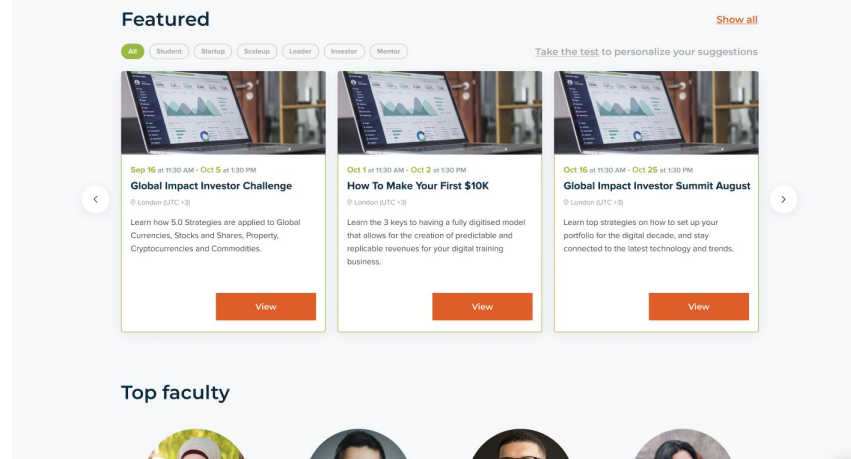 Featured
Show all
All
Student
Startup
Scaleup
Leader
Investor
Mentor
Take the test to personalize your suggestions
Sep 16 at 11:30 AM - Oct 5 at 1:30 PM
Global Impact Investor Challenge
London (UTC +3)
Learn how 5.0 Strategies are applied to Global
Currencies, Stocks and Shares, Property,
Cryptocurrencies and Commodities.
View
Oct 1 at 11:30 AM - Oct 2 at 1:30 PM
How To Make Your First $10K
London (UTC +3)
Learn the 3 keys to having a fully digitised model
that allows for the creation of predictable and
replicable revenues for your digital training
business.
View
Oct 16 at 11:30 AM - Oct 25 at 1:30 PM
Global Impact Investor Summit August
London (UTC +3)
Learn top strategies on how to set up your
portfolio for the digital decade, and stay
connected to the latest technology and trends.
View
Top faculty